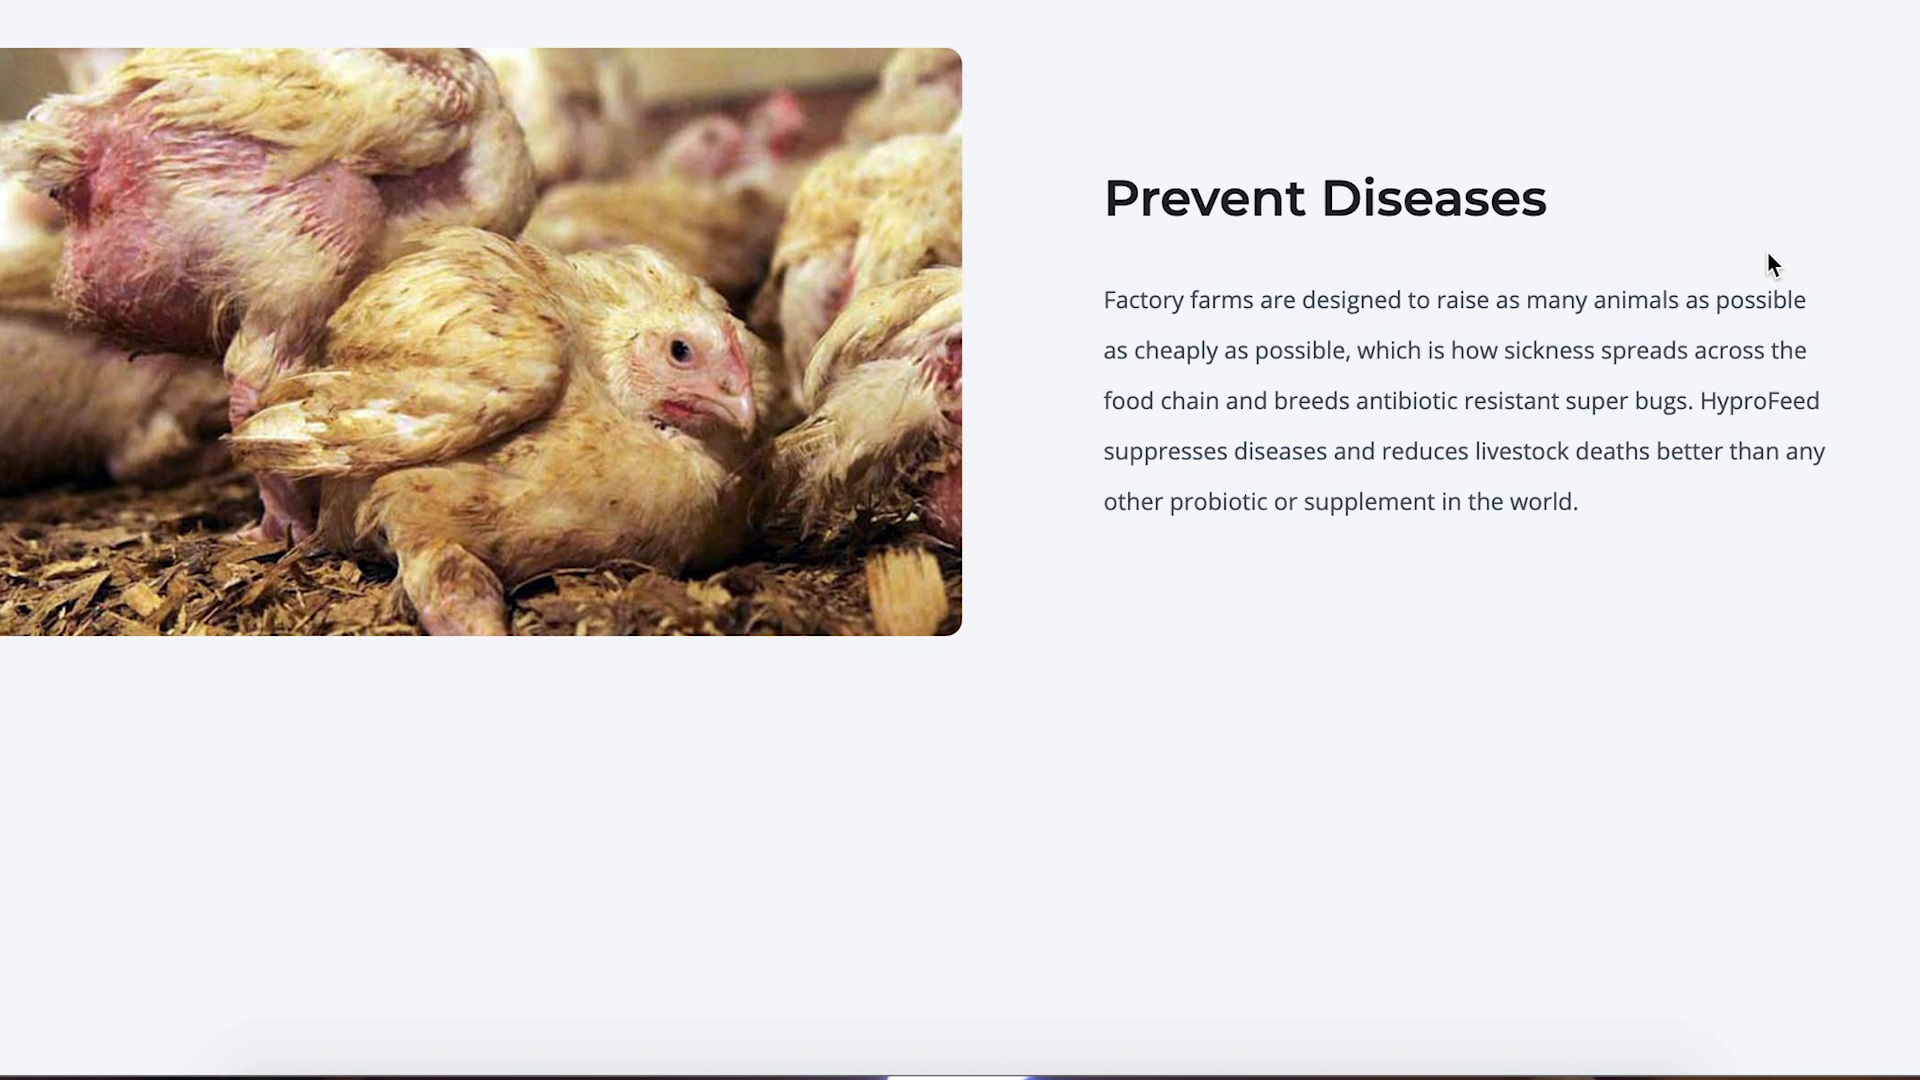 Prevent Diseases
Factory farms are designed to raise as many animals as possible
as cheaply as possible, which is how sickness spreads across the
food chain and breeds antibiotic resistant super bugs. HyproFeed
suppresses diseases and reduces livestock deaths better than any
other probiotic or supplement in the world.